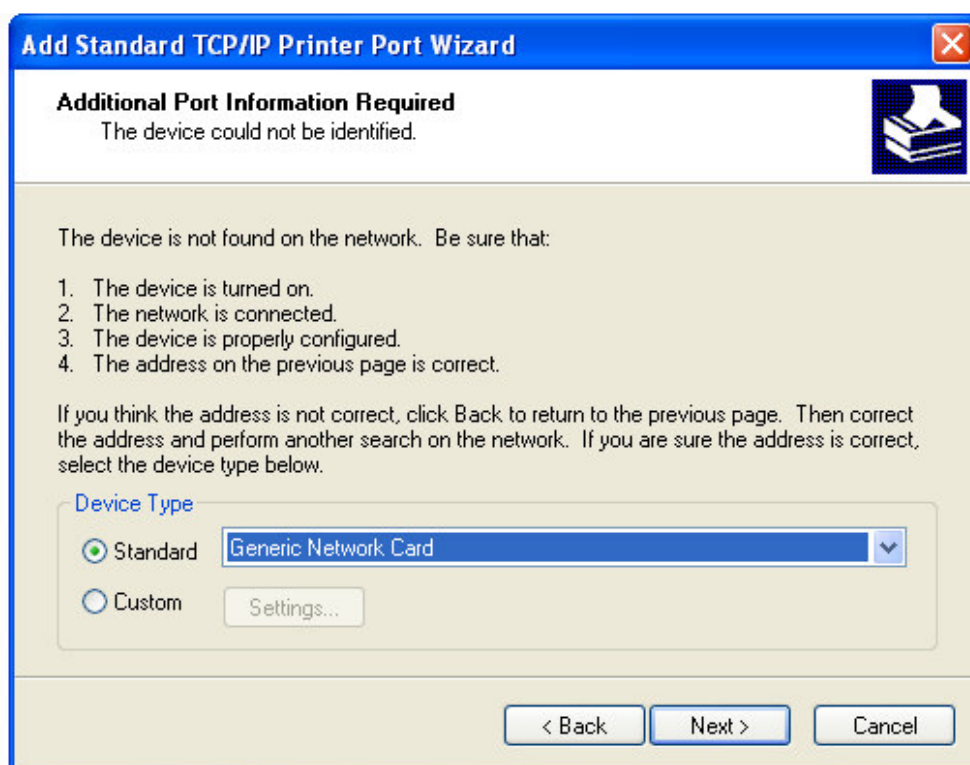 Add Standard TCP/IP Printer Port Wizard
Additional Port Information Required
The device could not be identified.
The device is not found on the network.  Be sure that:
1.  The device is turned on.
2.  The network is connected.
3.  The device is properly configured.
4.  The address on the previous page is correct.
If you think the address is not correct, click Back to return to the previous page.  Then correct
the address and perform another search on the network.  If you are sure the address is correct,
select the device type below.
Device Type
Standard
Generic Network Card
Custom
Settings...
< Back
Next >
Cancel